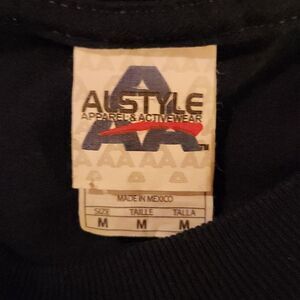 ALSTYLE
APPAREL & ACTIVEWEAR
MADE IN MEXICO
SIZE TAILLE TALLA
M M M